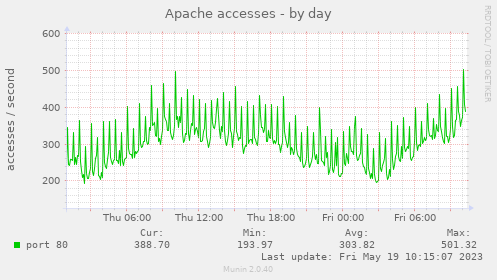 Apache accesses - by day
RRDTOOL / TOBI OETIKER
accesses / second
600
500
400
300
200
Thu 06:00 Thu 12:00 Thu 18:00 Fri 00:00 Fri 06:00
Cur: Min: Avg: Max:
port 80 388.70 193.97 303.82 501.32
Last update: Fri May 19 10:15:07 2023
Munin 2.0.40